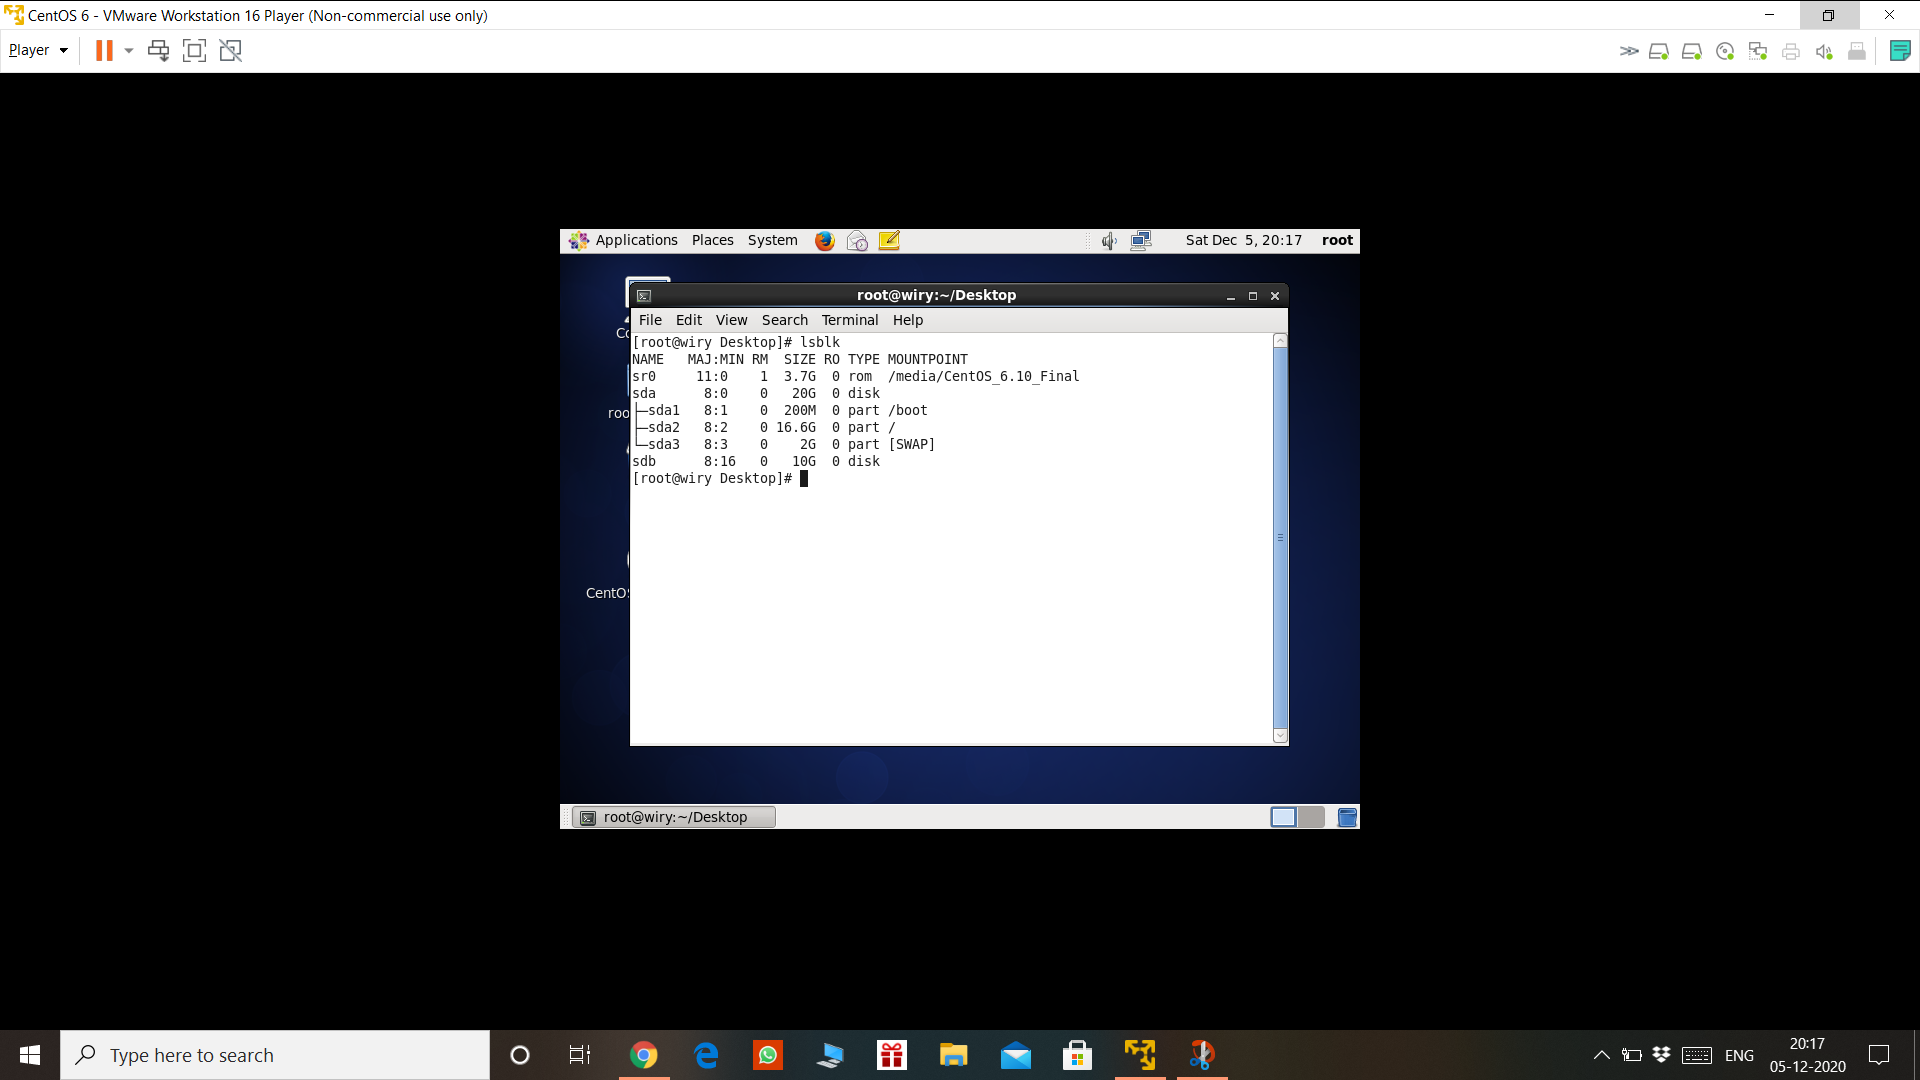 CentOS 6 - VMware Workstation 16 Player (Non-commercial use only)
Player
Applications Places System Sat Dec 5, 20:17 root
root@wiry:~/Desktop
File Edit View Search Terminal Help
[root@wiry Desktop]# lsblk
NAME   MAJ:MIN RM  SIZE RO TYPE MOUNTPOINT
sr0     11:0    1  3.7G  0 rom  /media/CentOS_6.10_Final
sda      8:0    0   20G  0 disk
├─sda1   8:1    0  200M  0 part /boot
├─sda2   8:2    0 16.6G  0 part /
└─sda3   8:3    0    2G  0 part [SWAP]
sdb      8:16   0   10G  0 disk
[root@wiry Desktop]#
Co
roo
CentOS
root@wiry:~/Desktop
Type here to search
ENG
20:17
05-12-2020